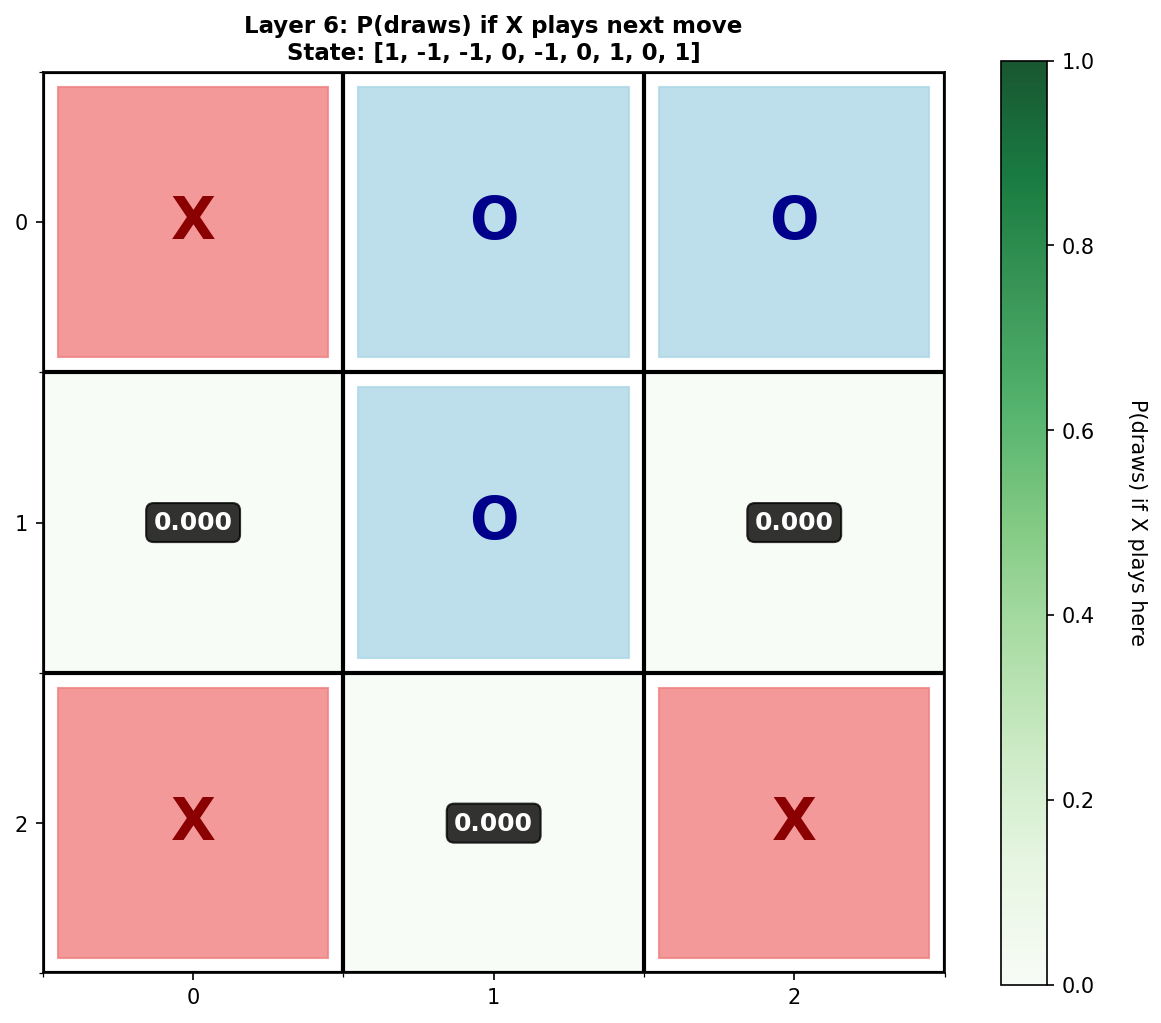 Layer 6: P(draws) if X plays next move
State: [1, -1, -1, 0, -1, 0, 1, 0, 1]
X
O
O
0.000
O
0.000
X
0.000
X
0
1
2
0
1
2
1.0
0.8
0.6
0.4
0.2
0.0
P(draws) if X plays here